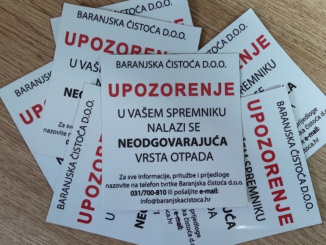 BARANJSKA ČISTOĆA D.O.O.
UPOZORENJE
U VAŠEM SPREMNIKU
NALAZI SE
NEODGOVARAJUĆA
VRSTA OTPADA
Za sve informacije, pritužbe i prijedloge
nazovite na telefon tvrtke Baranjska čistoća d.o.o.
031/700-810 ili pošaljite e-mail:
info@baranjskacistoca.hr